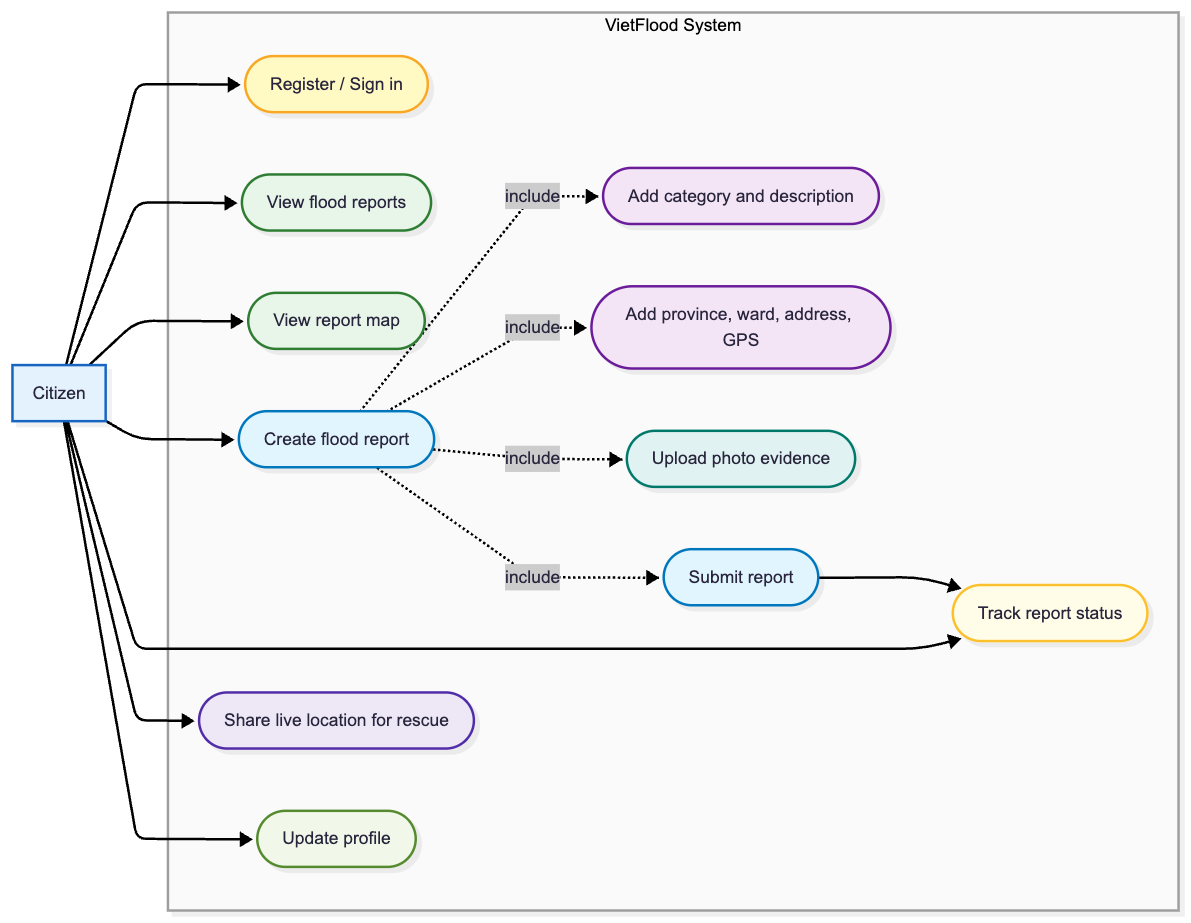 VietFlood System
Register / Sign in
View flood reports
include
Add category and description
View report map
include
Add province, ward, address,
GPS
Citizen
Create flood report
include
Upload photo evidence
include
Submit report
Track report status
Share live location for rescue
Update profile